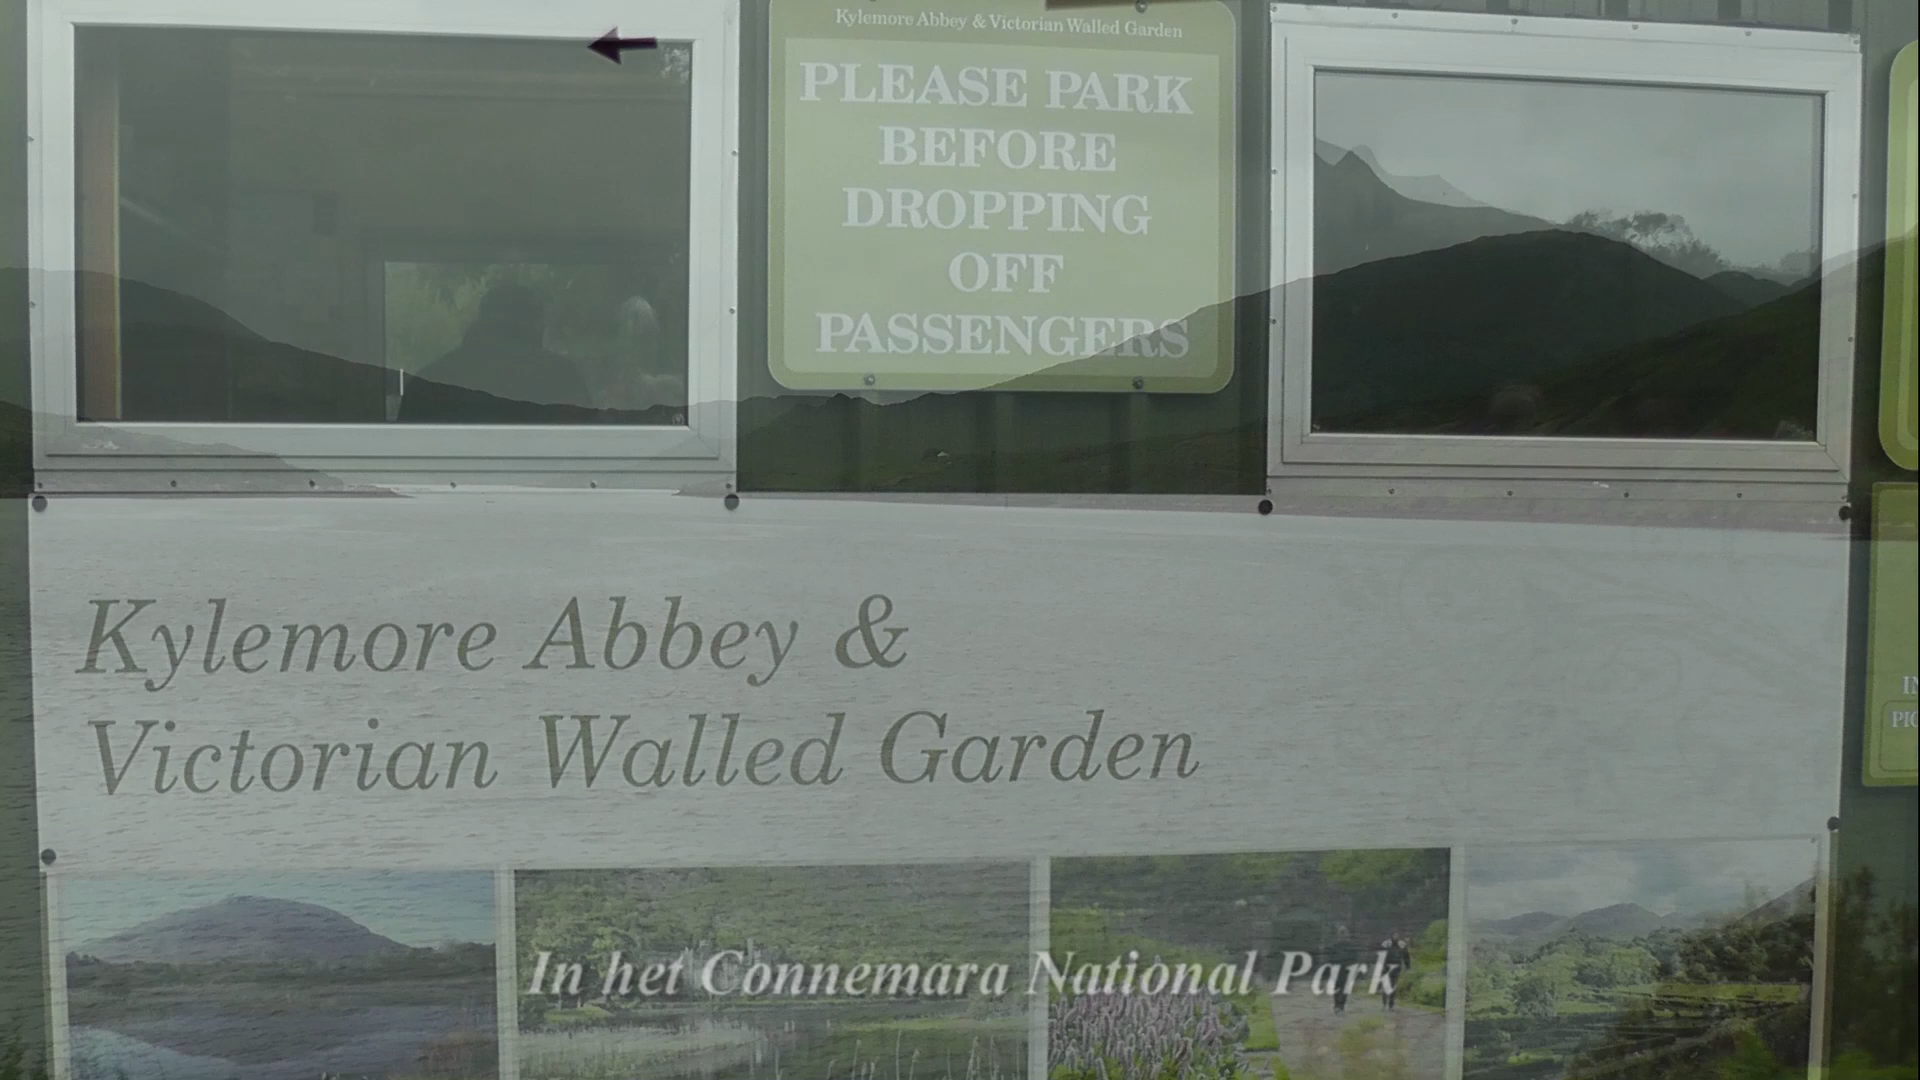 Kylemore Abbey & Victorian Walled Garden
PLEASE PARK
BEFORE
DROPPING
OFF
PASSENGERS
Kylemore Abbey &
Victorian Walled Garden
In het Connemara National Park